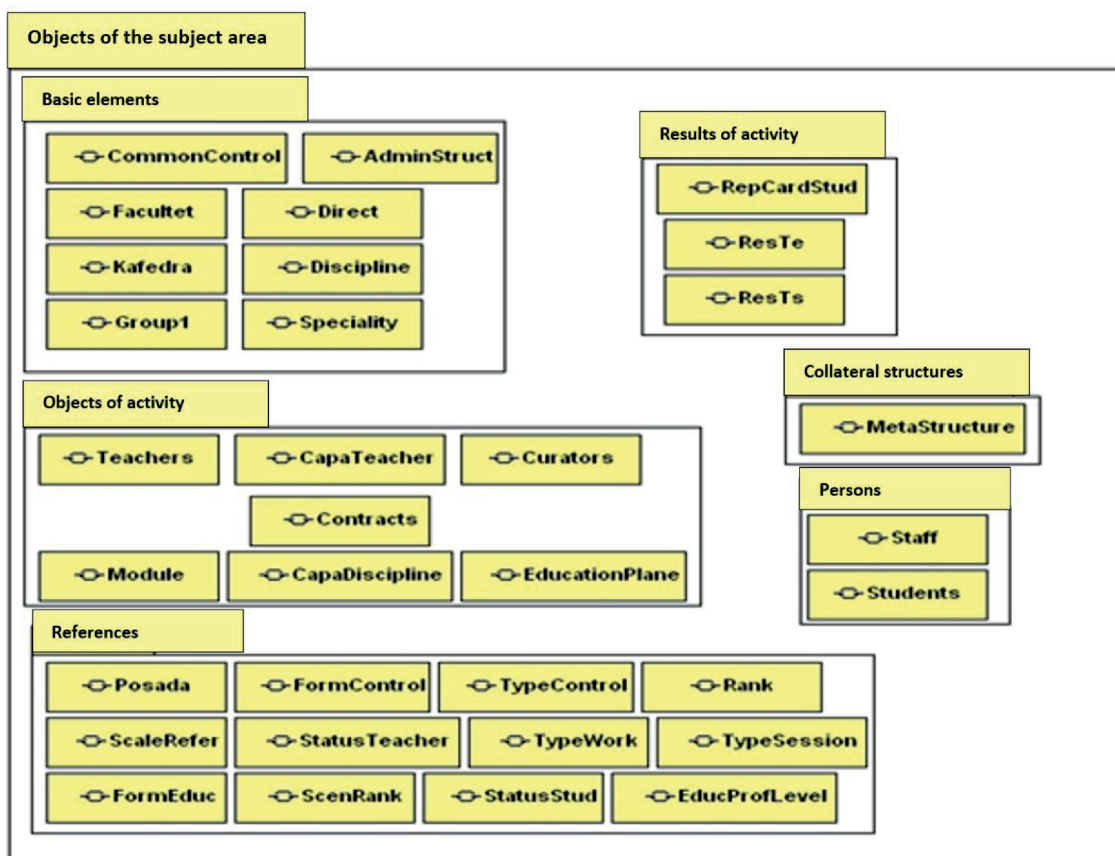 Objects of the subject area
Basic elements
CommonControl
AdminStruct
Facultet
Direct
Kafedra
Discipline
Group1
Speciality
Results of activity
RepCardStud
ResTe
ResTs
Collateral structures
MetaStructure
Objects of activity
Teachers
CapaTeacher
Curators
Contracts
Module
CapaDiscipline
EducationPlane
Persons
Staff
Students
References
Posada
FormControl
TypeControl
Rank
ScaleRefer
StatusTeacher
TypeWork
TypeSession
FormEduc
ScenRank
StatusStud
EducProfLevel